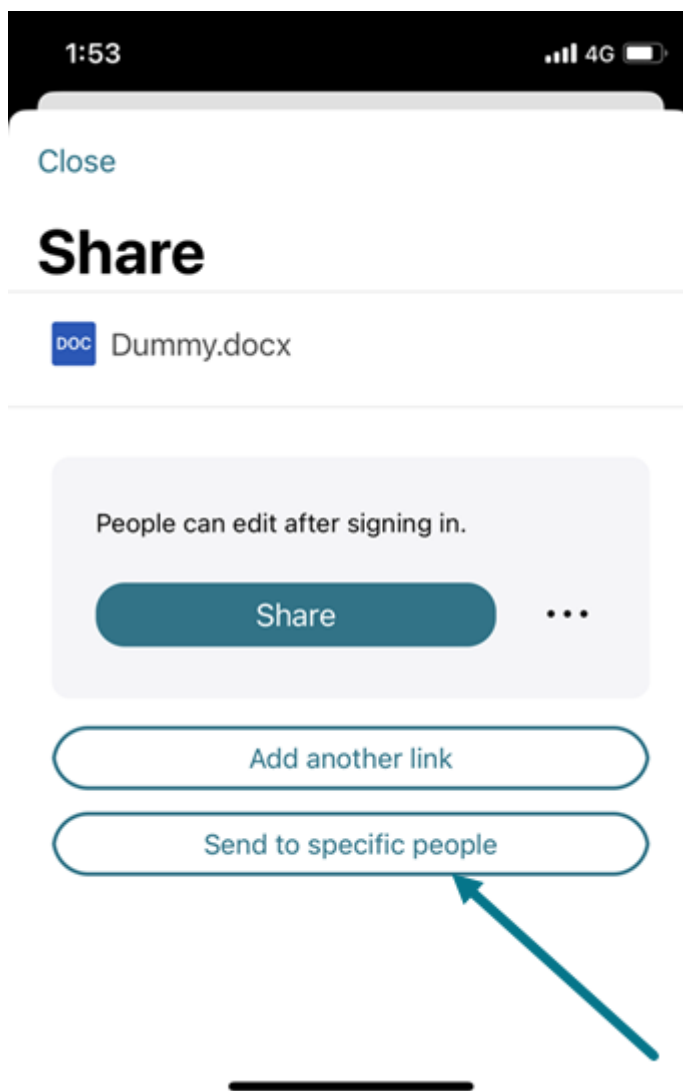 1:53
4G
Close
Share
DOC Dummy.docx
People can edit after signing in.
Share
Add another link
Send to specific people